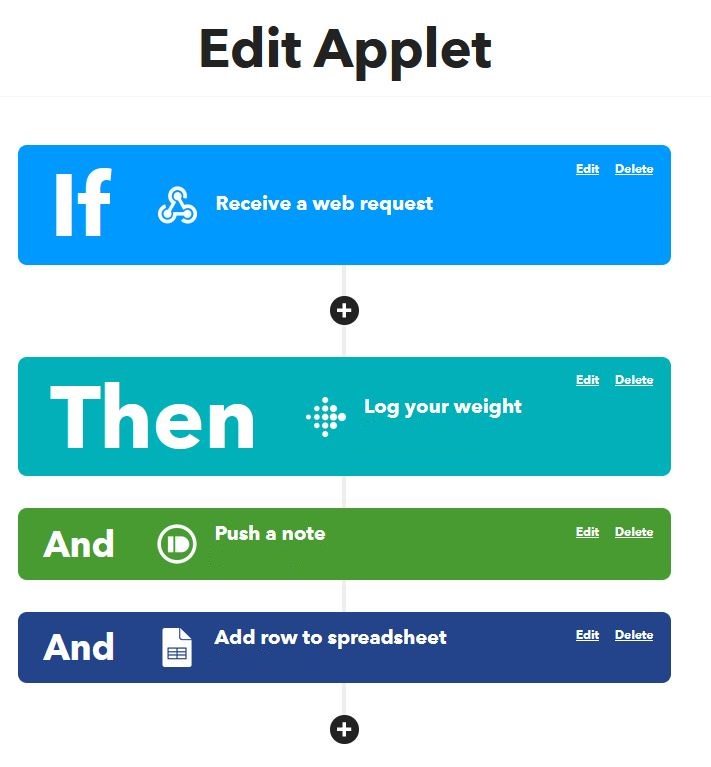 Edit Applet
If
Receive a web request
Edit Delete
Then
Log your weight
Edit Delete
And
Push a note
Edit Delete
And
Add row to spreadsheet
Edit Delete